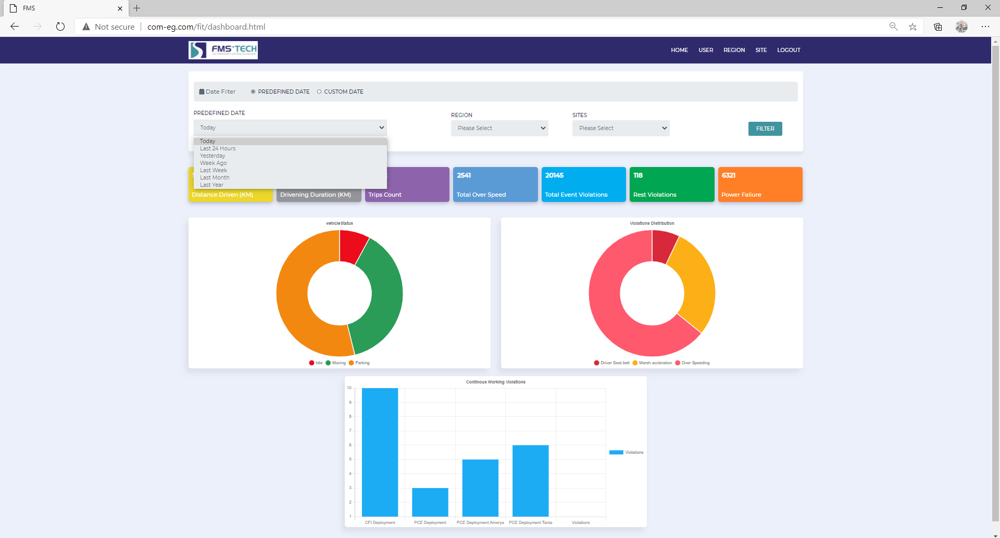 FMS
Not secure
com-eg.com/fit/dashboard.html
FMS™TECH
HOME USER REGION SITE LOGOUT
Date Filter PREDEFINED DATE CUSTOM DATE
PREDEFINED DATE
REGION
SITES
Today
Please Select
Please Select
FILTER
Today
Last 24 Hours
Yesterday
Week Ago
Last Week
Last Month
Last Year
Distance Driven (KM)
Drivening Duration (KM)
Trips Count
2541
Total Over Speed
20145
Total Event Violations
118
Rest Violations
6321
Power Faliure
vehicleStatus
Idle Moving Parking
Violations Distribution
Driver Seat belt Marsh accleration Over Speeding
Continous Working Violations
10
9
8
7
6
5
4
3
2
1
CFI Deployment PCE Deployment PCE Deployment Amerya PCE Deployment Tanta Violations
Violations